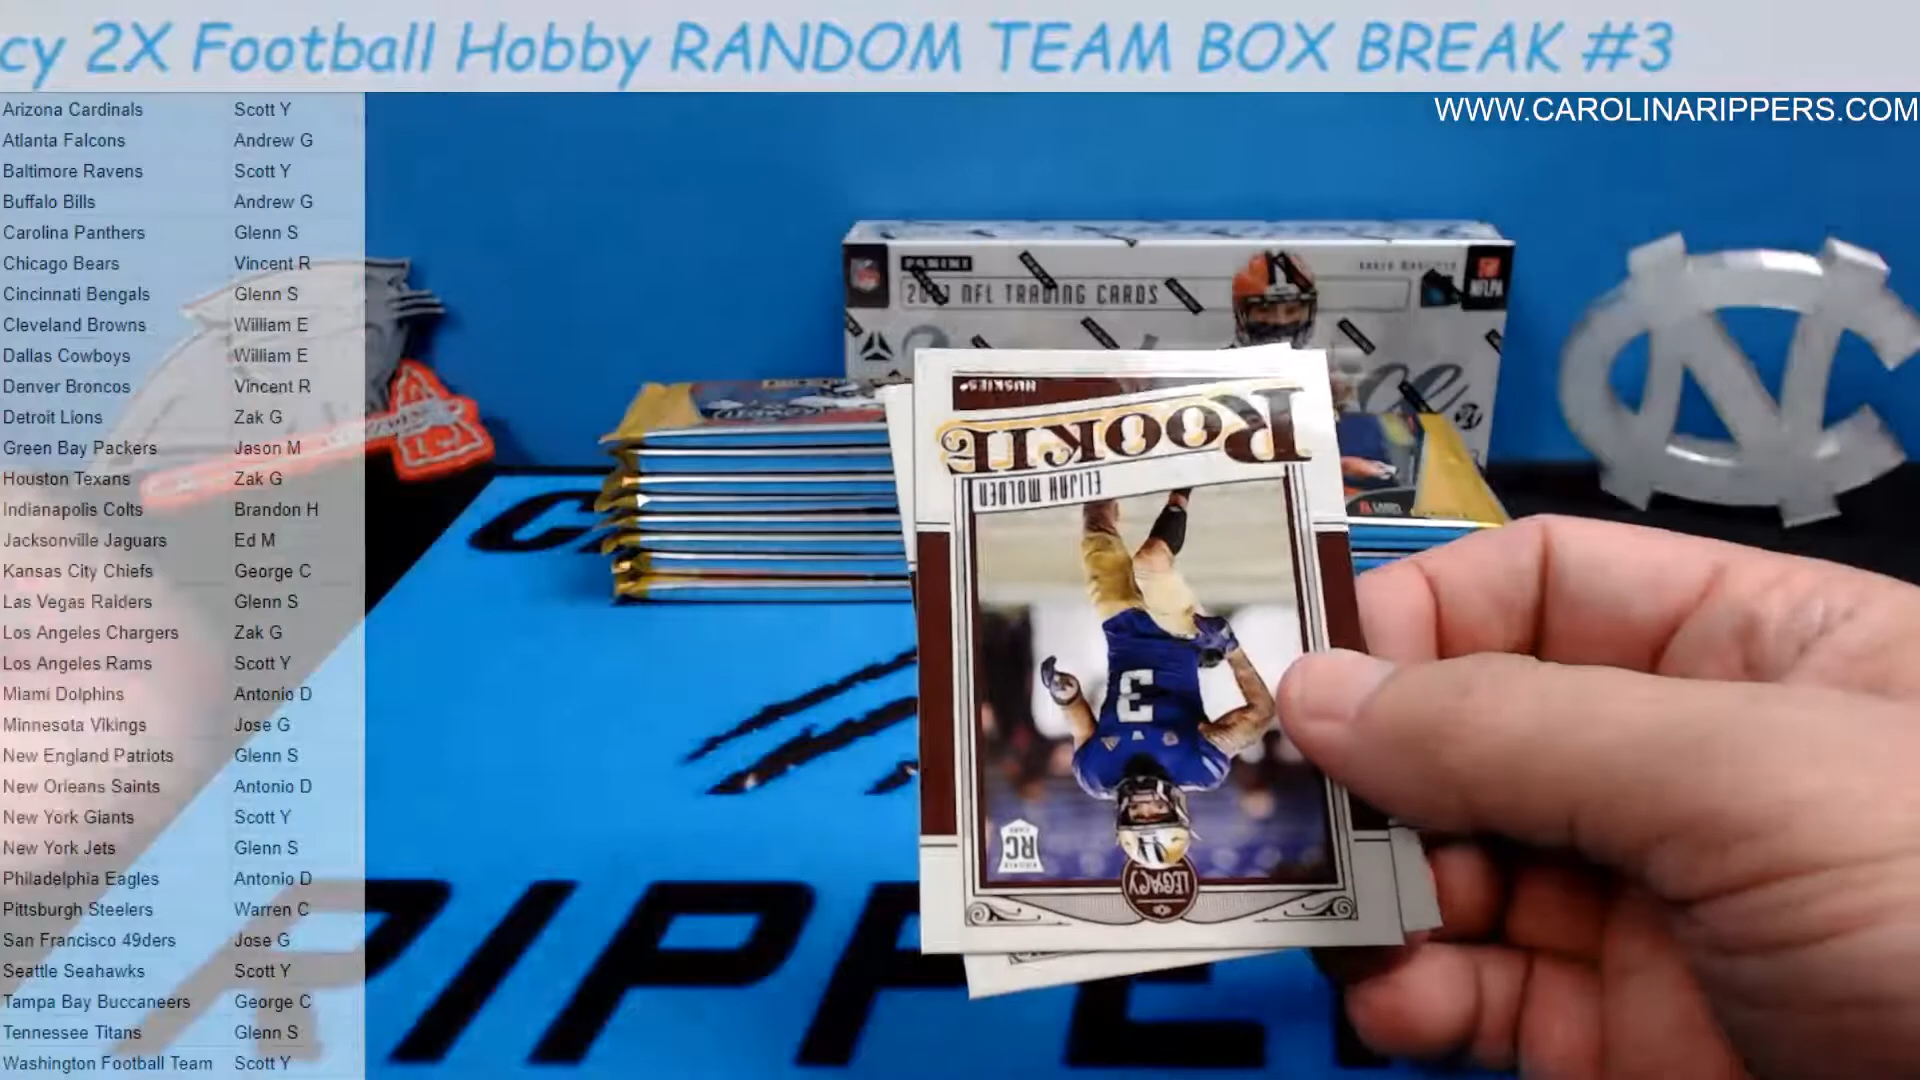 cy 2X Football Hobby RANDOM TEAM BOX BREAK #3
WWW.CAROLINARIPPERS.COM
Arizona Cardinals Scott Y
Atlanta Falcons Andrew G
Baltimore Ravens Scott Y
Buffalo Bills Andrew G
Carolina Panthers Glenn S
Chicago Bears Vincent R
Cincinnati Bengals Glenn S
Cleveland Browns William E
Dallas Cowboys William E
Denver Broncos Vincent R
Detroit Lions Zak G
Green Bay Packers Jason M
Houston Texans Zak G
Indianapolis Colts Brandon H
Jacksonville Jaguars Ed M
Kansas City Chiefs George C
Las Vegas Raiders Glenn S
Los Angeles Chargers Zak G
Los Angeles Rams Scott Y
Miami Dolphins Antonio D
Minnesota Vikings Jose G
New England Patriots Glenn S
New Orleans Saints Antonio D
New York Giants Scott Y
New York Jets Glenn S
Philadelphia Eagles Antonio D
Pittsburgh Steelers Warren C
San Francisco 49ders Jose G
Seattle Seahawks Scott Y
Tampa Bay Buccaneers George C
Tennessee Titans Glenn S
Washington Football Team Scott Y
PANINI
NFL TRADING CARDS
NFLPA
HUSKIES
ROOKIE
ELIJAH MOLDEN
3
RC
LEGACY
NC
C
RIPPE